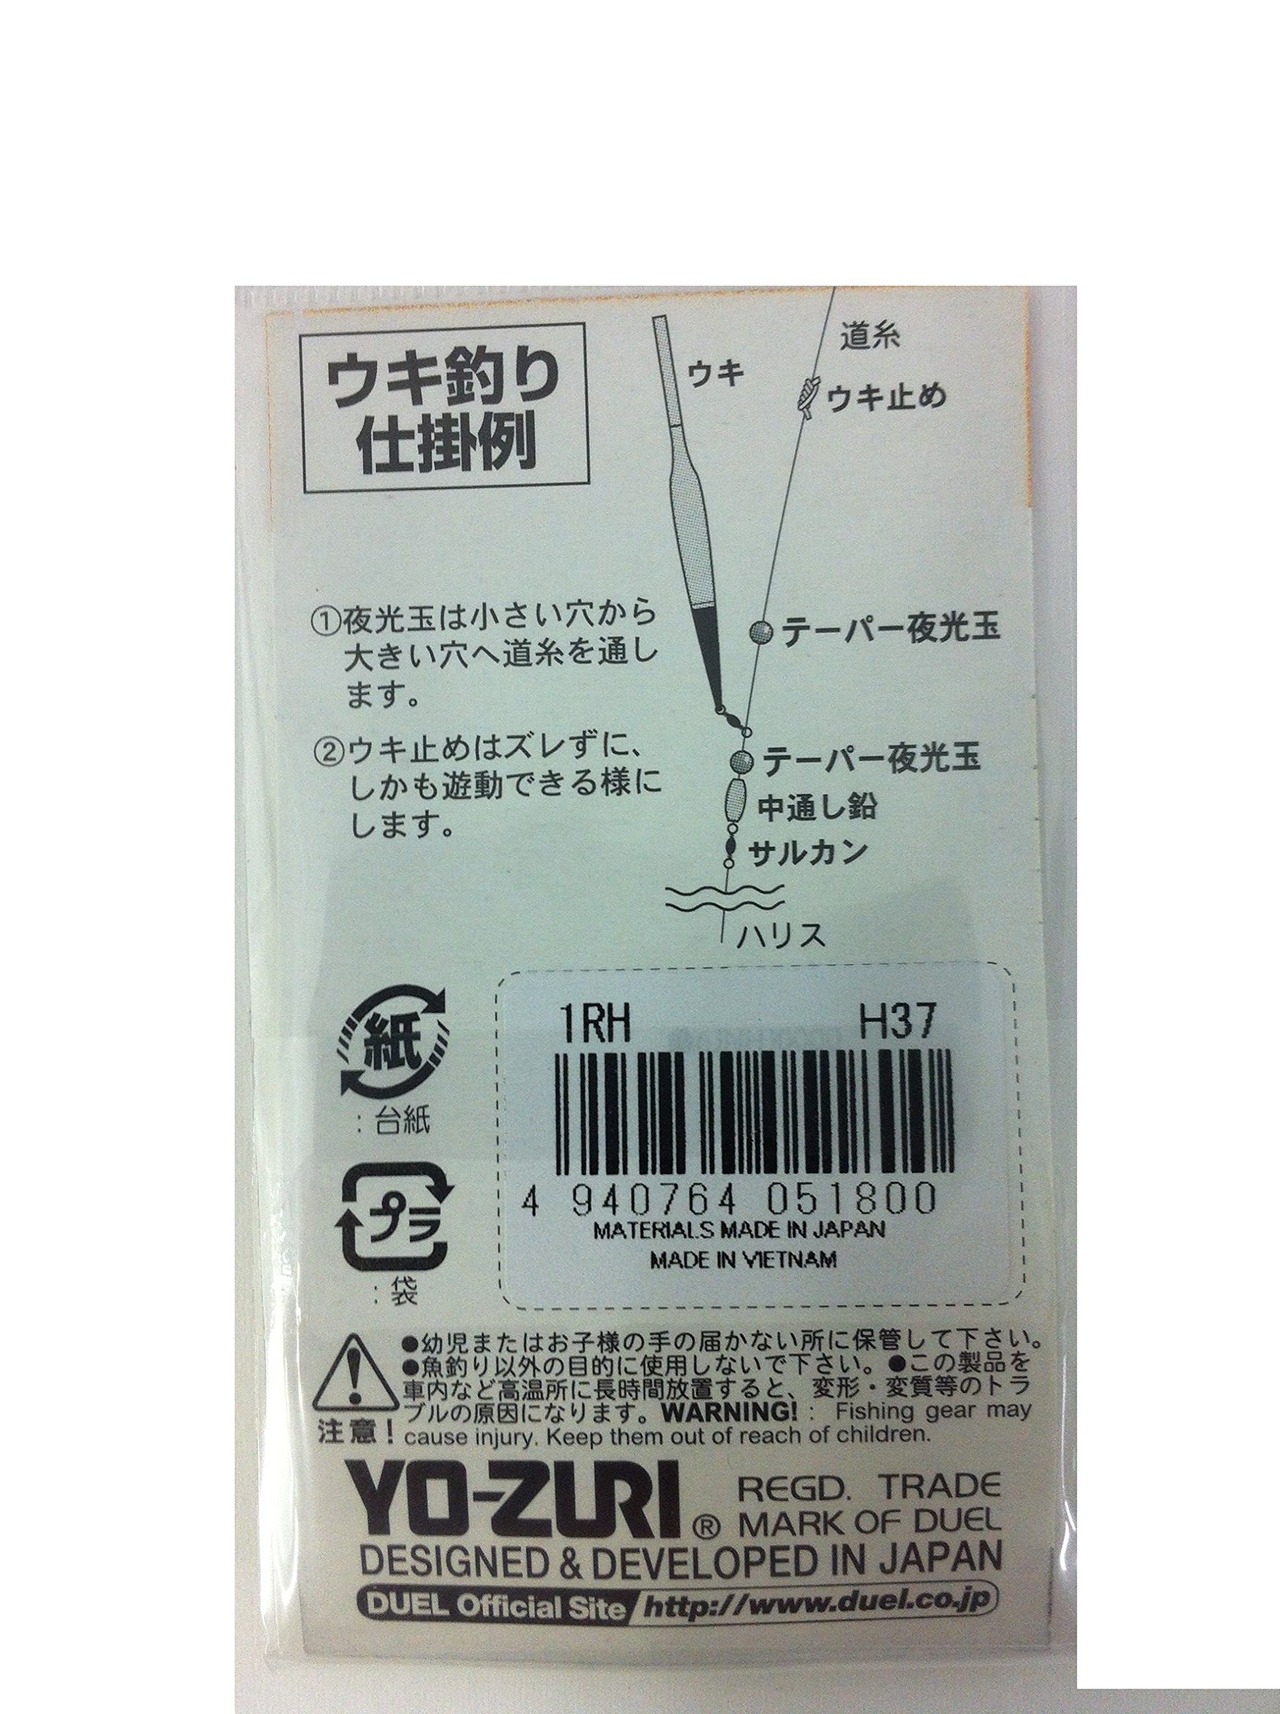 ウキ釣り
仕掛例
道糸
ウキ
ウキ止め
テーパー夜光玉
テーパー夜光玉
中通し鉛
サルカン
ハリス
①夜光玉は小さい穴から
大きい穴へ道糸を通し
ます。
②ウキ止めはズレずに、
しかも遊動できる様に
します。
紙
：台紙
プラ
：袋
1RH H37
4 940764 051800
MATERIALS MADE IN JAPAN
MADE IN VIETNAM
注意！
●幼児またはお子様の手の届かない所に保管して下さい。
●魚釣り以外の目的に使用しないで下さい。●この製品を
車内など高温所に長時間放置すると、変形・変質等のトラ
ブルの原因になります。WARNING!： Fishing gear may
cause injury. Keep them out of reach of children.
YO-ZURI® REGD. TRADE
MARK OF DUEL
DESIGNED & DEVELOPED IN JAPAN
DUEL Official Site http://www.duel.co.jp